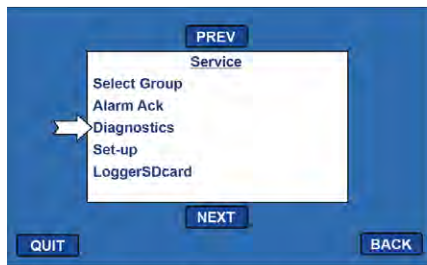 PREV
Service
Select Group
Alarm Ack
Diagnostics
Set-up
LoggerSDcard
NEXT
QUIT
BACK